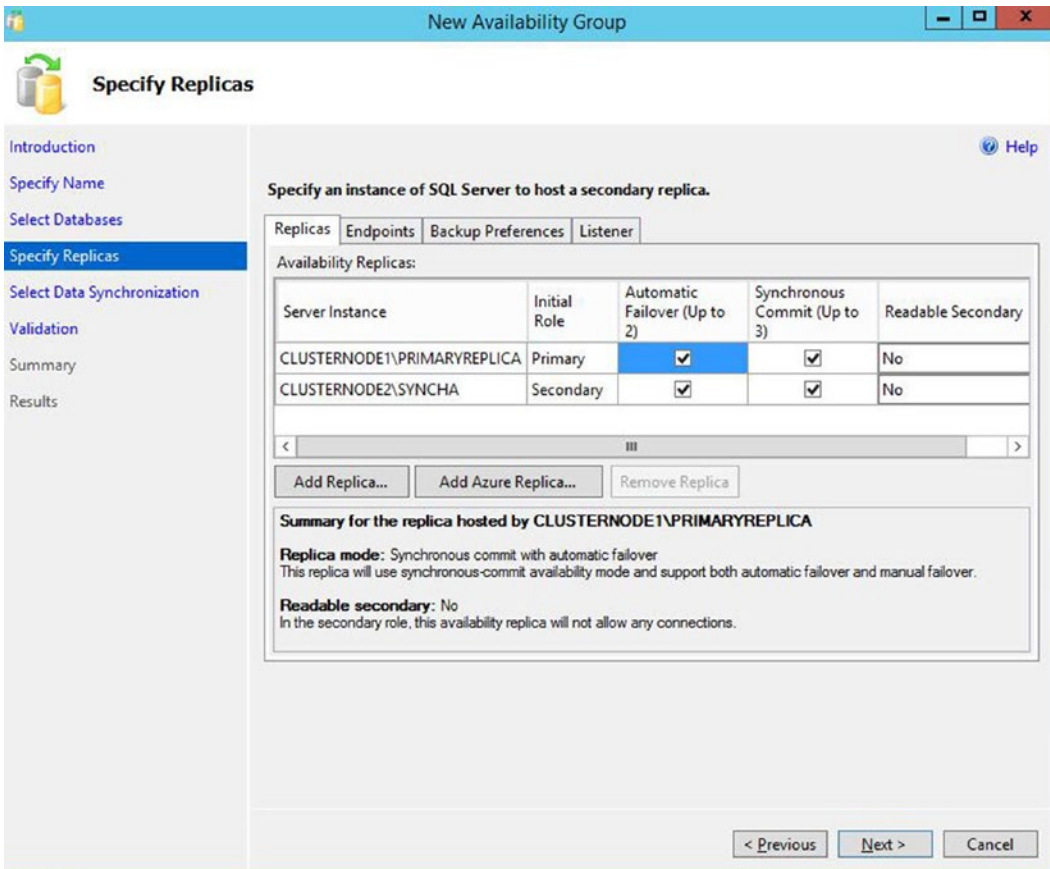 New Availability Group
Specify Replicas
Introduction
Specify Name
Select Databases
Specify Replicas
Select Data Synchronization
Validation
Summary
Results
Help
Specify an instance of SQL Server to host a secondary replica.
Replicas Endpoints Backup Preferences Listener
Availability Replicas:
Server Instance Initial Role Automatic Failover (Up to 2) Synchronous Commit (Up to 3) Readable Secondary
CLUSTERNODE1\PRIMARYREPLICA Primary No
CLUSTERNODE2\SYNCHA Secondary No
Add Replica... Add Azure Replica... Remove Replica
Summary for the replica hosted by CLUSTERNODE1\PRIMARYREPLICA
Replica mode: Synchronous commit with automatic failover
This replica will use synchronous-commit availability mode and support both automatic failover and manual failover.
Readable secondary: No
In the secondary role, this availability replica will not allow any connections.
< Previous Next > Cancel